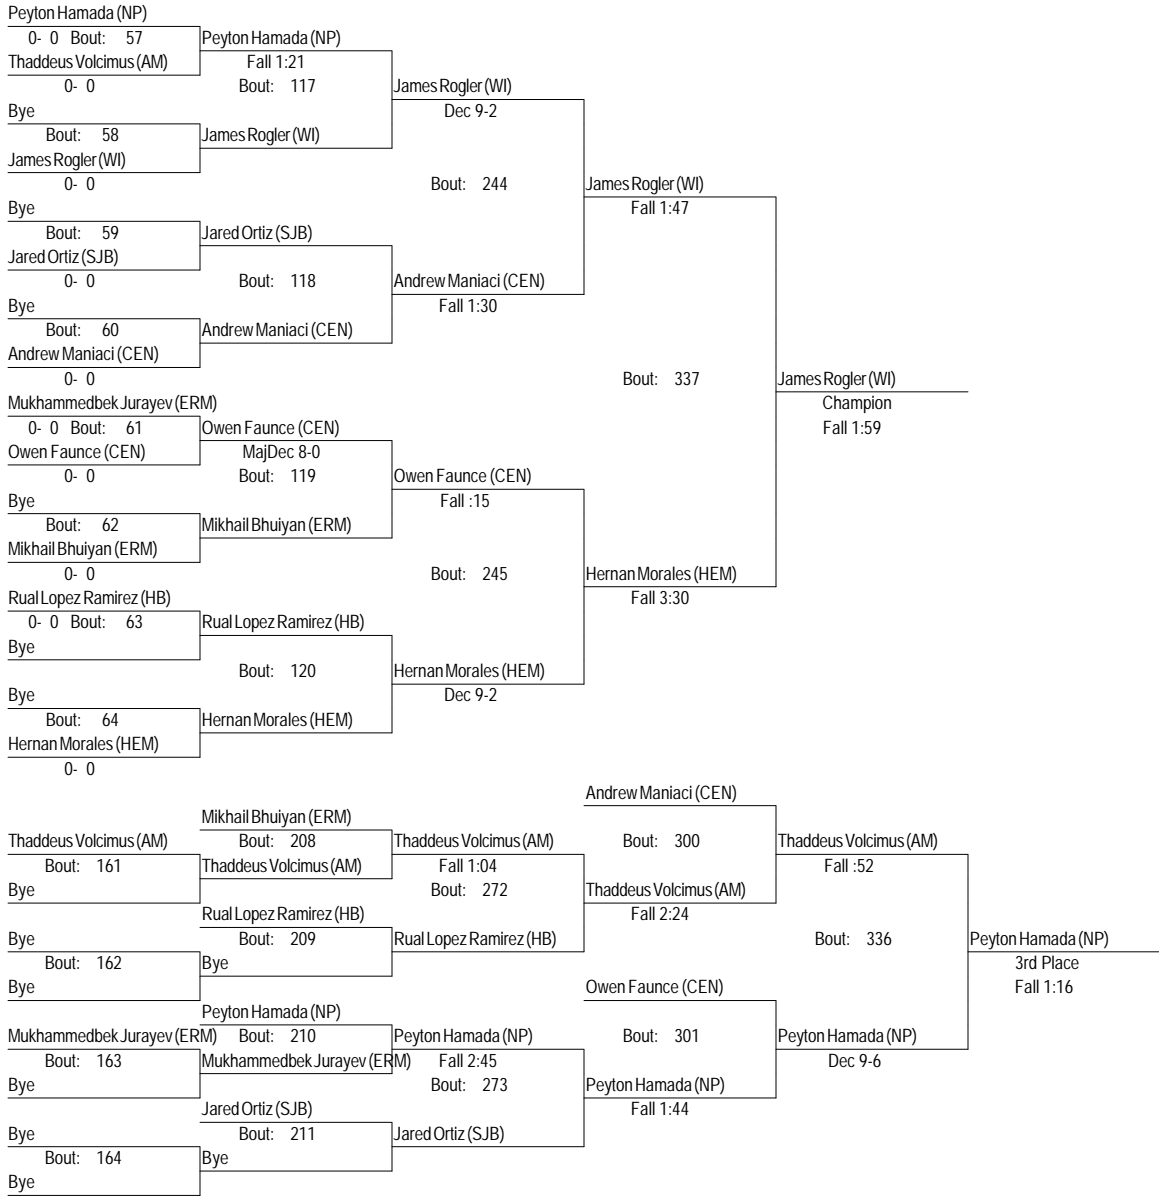 Peyton Hamada (NP)
0- 0 Bout: 57 Peyton Hamada (NP)
Thaddeus Volcimus (AM) Fall 1:21
0- 0 Bout: 117 James Rogler (WI)
Bye Dec 9-2
Bout: 58 James Rogler (WI)
James Rogler (WI)
0- 0 Bout: 244 James Rogler (WI)
Bye Fall 1:47
Bout: 59 Jared Ortiz (SJB)
Jared Ortiz (SJB)
0- 0 Bout: 118 Andrew Maniaci (CEN)
Bye Fall 1:30
Bout: 60 Andrew Maniaci (CEN)
Andrew Maniaci (CEN)
0- 0 Bout: 337 James Rogler (WI)
Mukhammedbek Jurayev (ERM) Champion
0- 0 Bout: 61 Owen Faunce (CEN) Fall 1:59
Owen Faunce (CEN) MajDec 8-0
0- 0 Bout: 119 Owen Faunce (CEN)
Bye Fall :15
Bout: 62 Mikhail Bhuiyan (ERM)
Mikhail Bhuiyan (ERM)
0- 0 Bout: 245 Hernan Morales (HEM)
Rual Lopez Ramirez (HB) Fall 3:30
0- 0 Bout: 63 Rual Lopez Ramirez (HB)
Bye
Bout: 120 Hernan Morales (HEM)
Bye Dec 9-2
Bout: 64 Hernan Morales (HEM)
Hernan Morales (HEM)
0- 0
Andrew Maniaci (CEN)
Mikhail Bhuiyan (ERM)
Thaddeus Volcimus (AM) Bout: 208 Thaddeus Volcimus (AM) Bout: 300 Thaddeus Volcimus (AM)
Bout: 161 Thaddeus Volcimus (AM) Fall 1:04 Fall :52
Bye Bout: 272 Thaddeus Volcimus (AM)
Rual Lopez Ramirez (HB) Fall 2:24
Bye Bout: 209 Rual Lopez Ramirez (HB) Bout: 336 Peyton Hamada (NP)
Bout: 162 Bye 3rd Place
Bye Owen Faunce (CEN) Fall 1:16
Peyton Hamada (NP)
Mukhammedbek Jurayev (ERM) Bout: 210 Peyton Hamada (NP) Bout: 301 Peyton Hamada (NP)
Bout: 163 Mukhammedbek Jurayev (ERM) Fall 2:45 Dec 9-6
Bye Bout: 273 Peyton Hamada (NP)
Jared Ortiz (SJB) Fall 1:44
Bye Bout: 211 Jared Ortiz (SJB)
Bout: 164 Bye
Bye